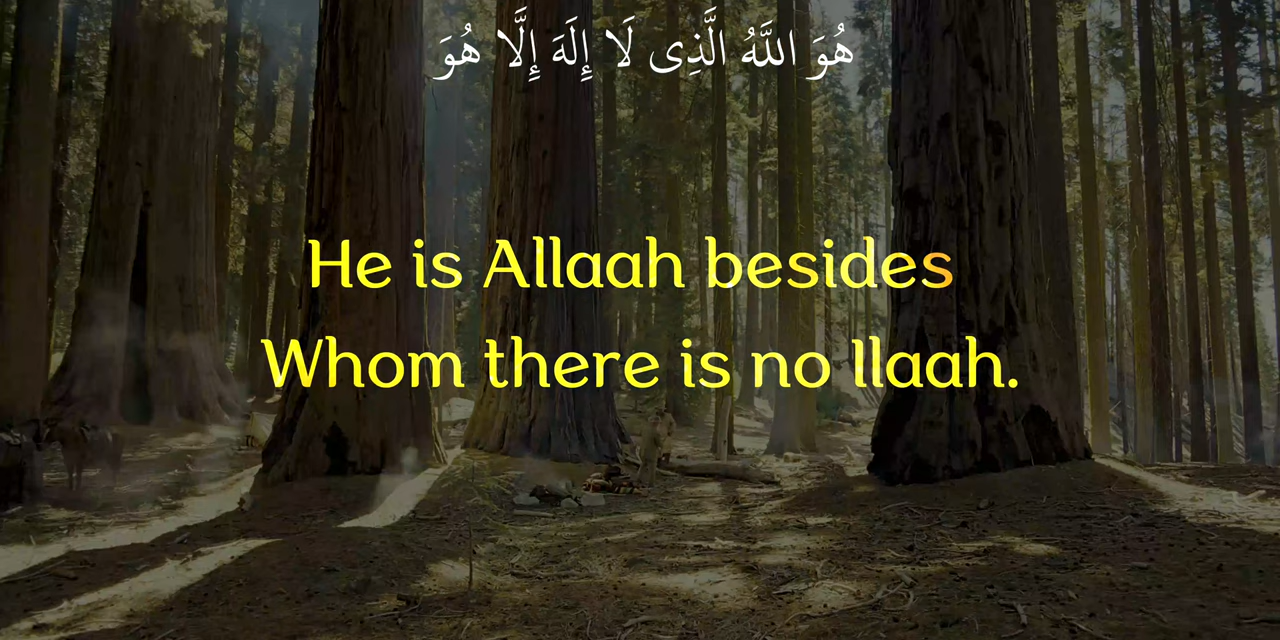 هُوَ اللَّهُ الَّذِى لَا إِلَهَ إِلَّا هُوَ
He is Allaah besides
Whom there is no Ilaah.